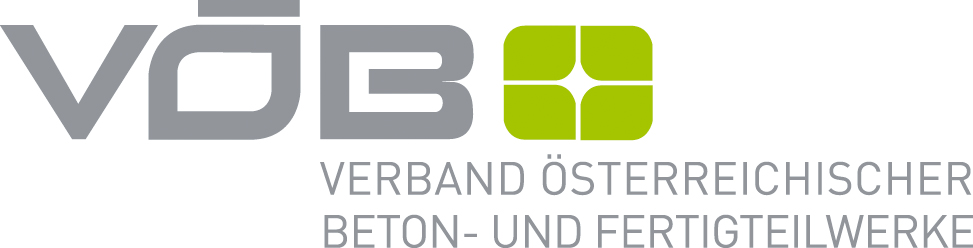 VÖB
VERBAND ÖSTERREICHISCHER
BETON- UND FERTIGTEILWERKE